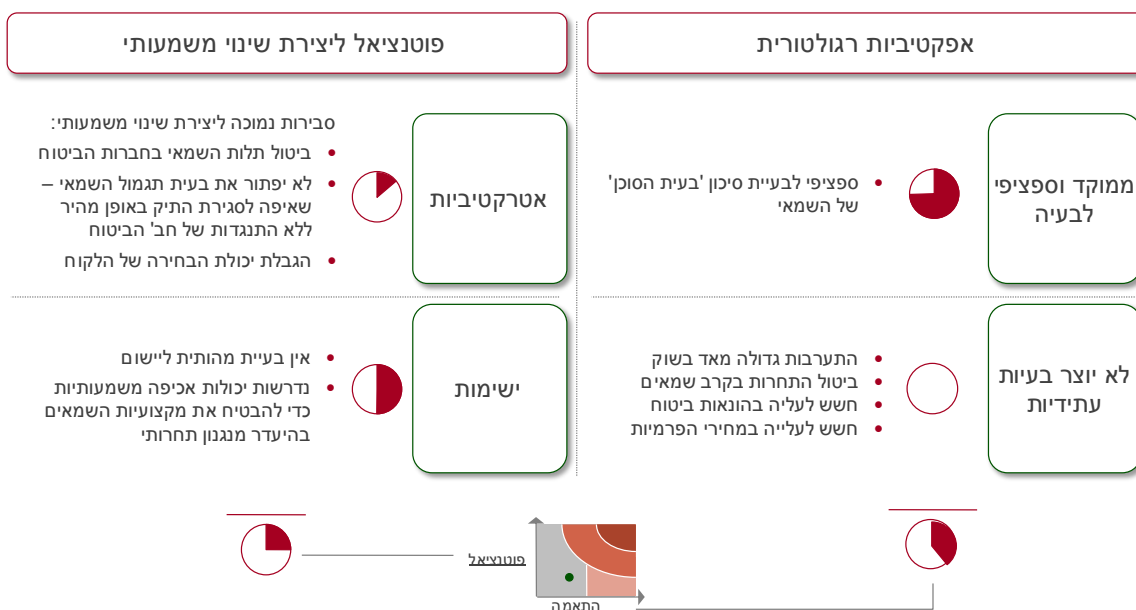 אפקטיביות רגולטורית
פוטנציאל ליצירת שינוי משמעותי
ממוקד וספציפי
לבעיה
ספציפי לבעיית סיכון 'בעית הסוכן'
של השמאי
אטרקטיביות
סבירות נמוכה ליצירת שינוי משמעותי:
ביטול תלות השמאי בחברות הביטוח
לא יפתור את בעית תגמול השמאי –
שאיפה לסגירת התיק באופן מהיר
ללא התנגדות של חב' הביטוח
הגבלת יכולת הבחירה של הלקוח
לא יוצר בעיות
עתידיות
התערבות גדולה מאד בשוק
ביטול התחרות בקרב שמאים
חשש לעליה בהונאות ביטוח
חשש לעלייה במחירי הפרמיות
ישימות
אין בעייה מהותית ליישום
נדרשות יכולות אכיפה משמעותיות
כדי להבטיח את מקצועיות השמאים
בהיעדר מנגנון תחרותי
פוטנציאל
התאמה